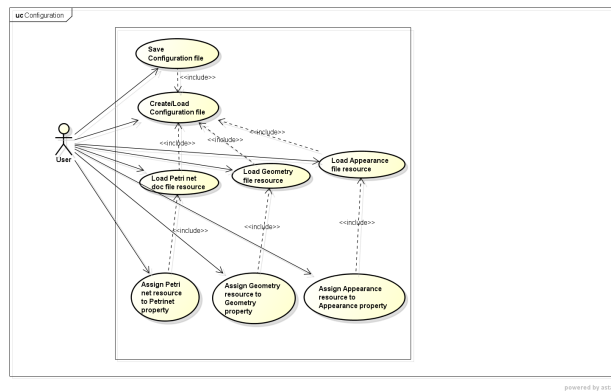 uc Configuration
Save
Configuration file
<<include>>
Create/Load
Configuration file
<<include>>
<<include>>
<<include>>
User
Load Appearance
file resource
Load Petri net
doc file resource
Load Geometry
file resource
<<include>>
<<include>>
<<include>>
Assign Petri
net resource
to Petrinet
property
Assign Geometry
resource to
Geometry
property
Assign Appearance
resource to
Appearance property
powered by ast